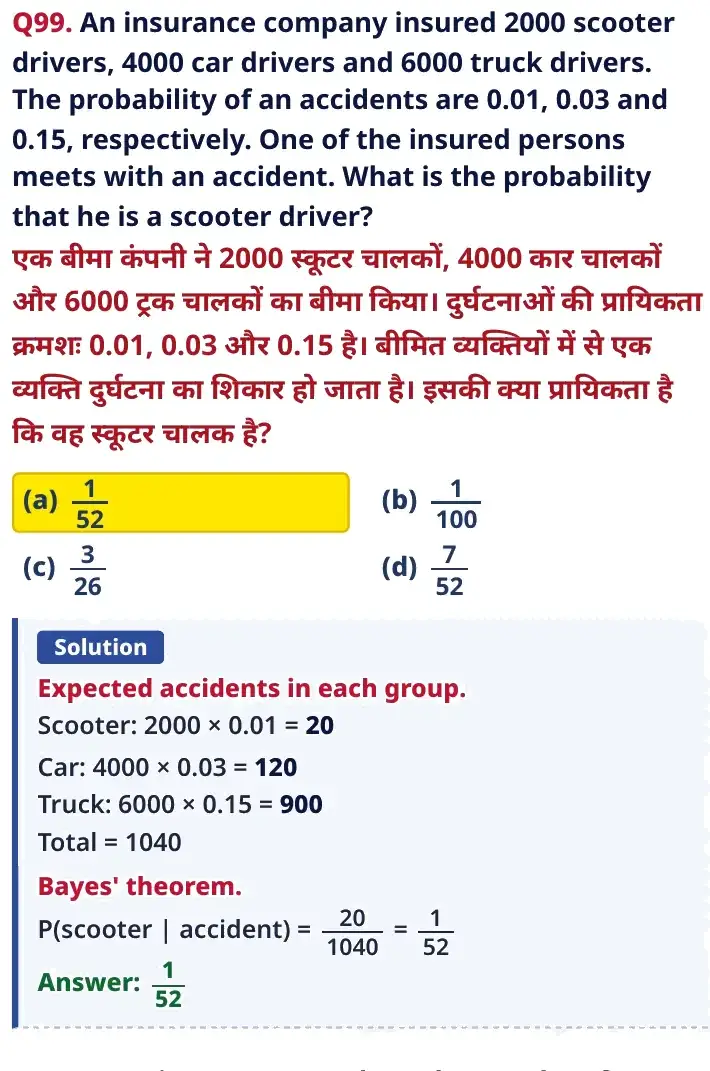 Q99. An insurance company insured 2000 scooter
drivers, 4000 car drivers and 6000 truck drivers.
The probability of an accidents are 0.01, 0.03 and
0.15, respectively. One of the insured persons
meets with an accident. What is the probability
that he is a scooter driver?
एक बीमा कंपनी ने 2000 स्कूटर चालकों, 4000 कार चालकों
और 6000 ट्रक चालकों का बीमा किया। दुर्घटनाओं की प्रायिकता
क्रमशः 0.01, 0.03 और 0.15 है। बीमित व्यक्तियों में से एक
व्यक्ति दुर्घटना का शिकार हो जाता है। इसकी क्या प्रायिकता है
कि वह स्कूटर चालक है?
(a) 1/52 (b) 1/100
(c) 3/26 (d) 7/52
Solution
Expected accidents in each group.
Scooter: 2000 × 0.01 = 20
Car: 4000 × 0.03 = 120
Truck: 6000 × 0.15 = 900
Total = 1040
Bayes' theorem.
P(scooter | accident) = 20/1040 = 1/52
Answer: 1/52